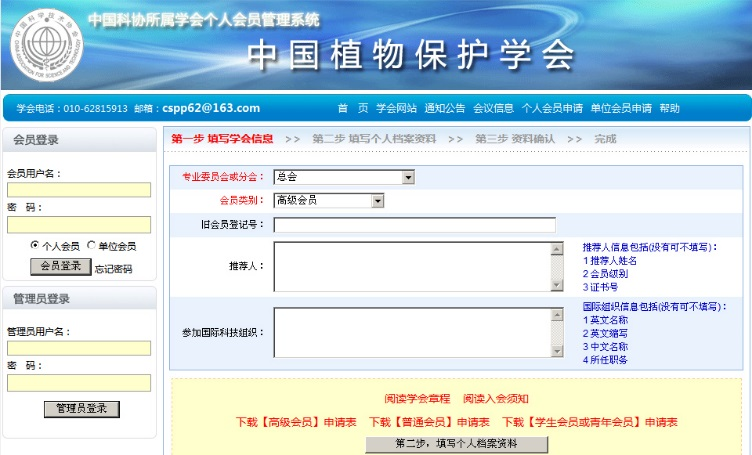 中国科协所属学会个人会员管理系统
中国植物保护学会
学会电话：010-62815913 邮箱：cspp62@163.com
首 页 学会网站 通知公告 会议信息 个人会员申请 单位会员申请 帮助
会员登录
会员用户名：
密 码：
个人会员 单位会员
会员登录 忘记密码
管理员登录
管理员用户名：
密 码：
管理员登录
第一步 填写学会信息 >> 第二步 填写个人档案资料 >> 第三步 资料确认 >> 完成
专业委员会或分会： 总会
会员类别： 高级会员
旧会员登记号：
推荐人：
推荐人信息包括(没有可不填写)：
1 推荐人姓名
2 会员级别
3 证书号
参加国际科技组织：
国际组织信息包括(没有可不填写)：
1 英文名称
2 英文缩写
3 中文名称
4 所任职务
阅读学会章程 阅读入会须知
下载【高级会员】申请表 下载【普通会员】申请表 下载【学生会员或青年会员】申请表
第二步，填写个人档案资料